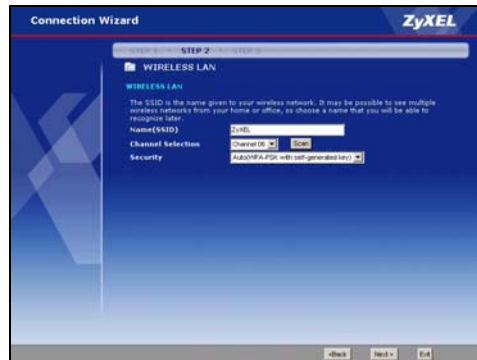 Connection Wizard
ZyXEL
STEP 1 • STEP 2 • STEP 3
WIRELESS LAN
WIRELESS LAN
The SSID is the name given to your wireless network. It may be possible to see multiple
wireless networks from your home or office, so choose a name that you will be able to
recognize later.
Name(SSID) ZyXEL
Channel Selection Channel 06 Scan
Security Auto(WPA-PSK with self-generated key)
<Back Next > Exit